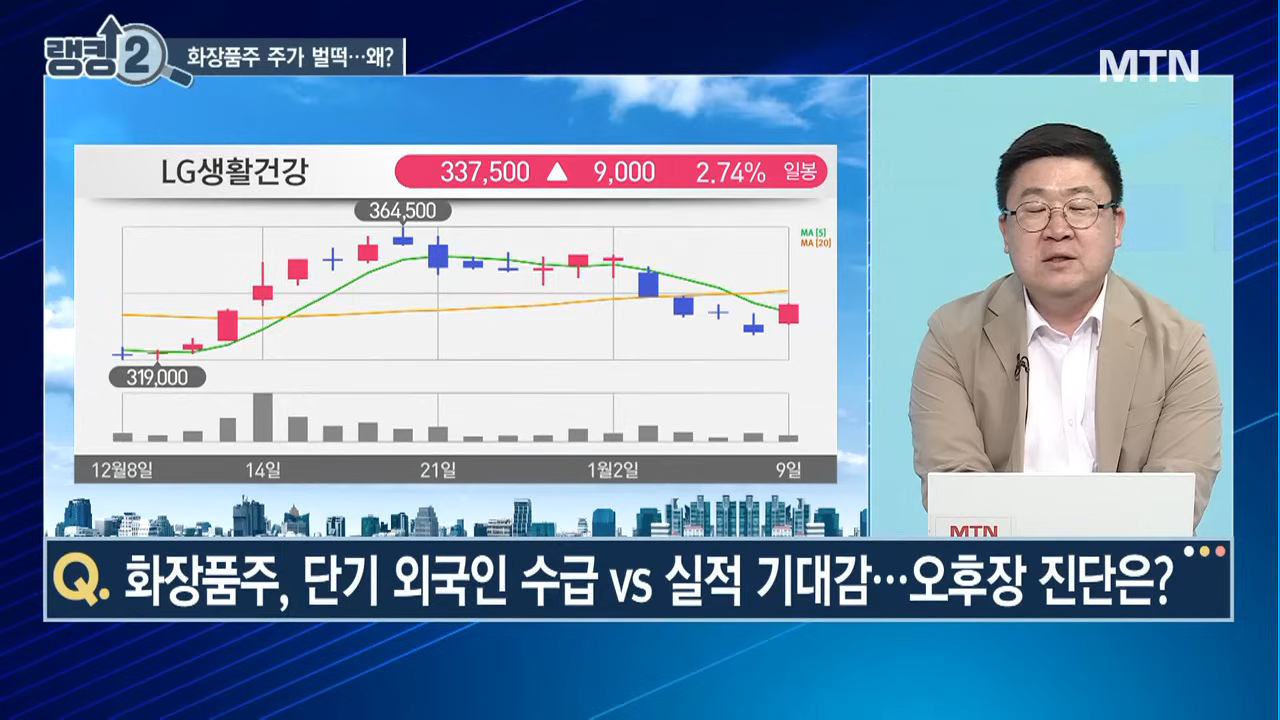 랭킹2 화장품주 주가 벌떡…왜?
MTN
LG생활건강 337,500 ▲ 9,000 2.74% 일봉
364,500
MA [5]
MA [20]
319,000
12월8일 14일 21일 1월2일 9일
MTN
Q. 화장품주, 단기 외국인 수급 vs 실적 기대감…오후장 진단은?